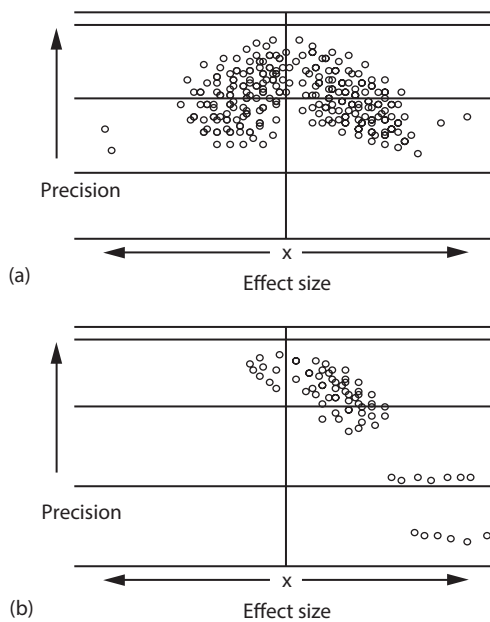 Precision
x
(a)
Effect size
Precision
x
(b)
Effect size